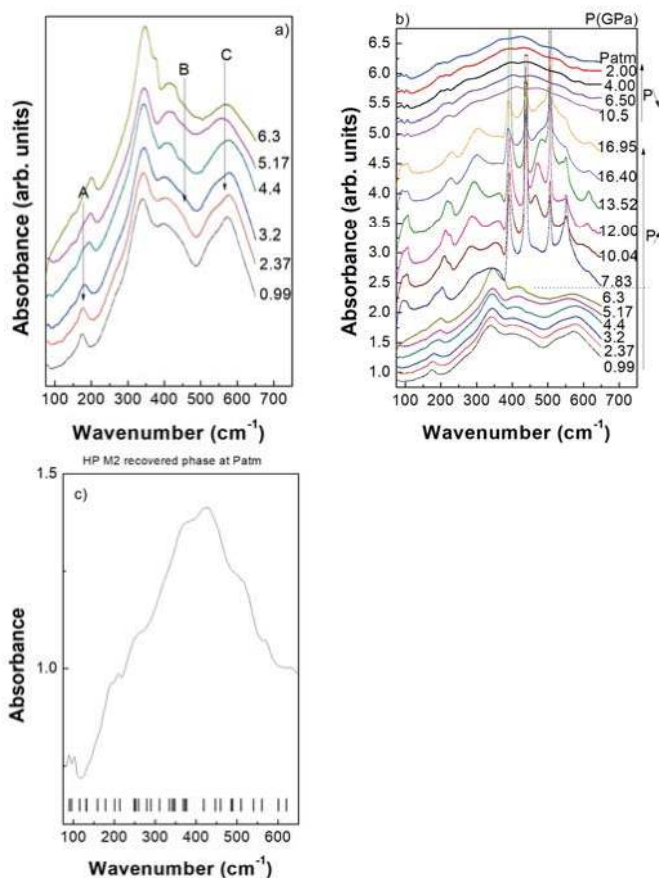 a)
B
C
A
6.3
5.17
4.4
3.2
2.37
0.99
Absorbance (arb. units)
100 200 300 400 500 600 700
Wavenumber (cm-1)
b)
P(GPa)
6.5
6.0
5.5
5.0
4.5
4.0
3.5
3.0
2.5
2.0
1.5
1.0
Patm
2.00
4.00
6.50
10.5
16.95
16.40
13.52
12.00
10.04
7.83
6.3
5.17
4.4
3.2
2.37
0.99
P
P
Absorbance (arb. units)
100 200 300 400 500 600 700
Wavenumber (cm-1)
HP M2 recovered phase at Patm
c)
1.5
1.0
Absorbance
100 200 300 400 500 600
Wavenumber (cm-1)